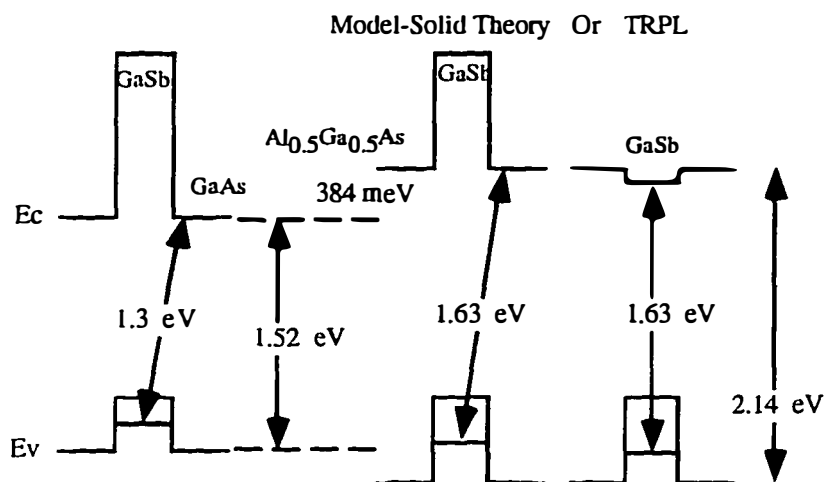 Model-Solid Theory Or TRPL
GaSb
GaSb
Al0.5Ga0.5As
GaSb
GaAs
384 meV
Ec
1.3 eV
1.52 eV
1.63 eV
1.63 eV
2.14 eV
Ev